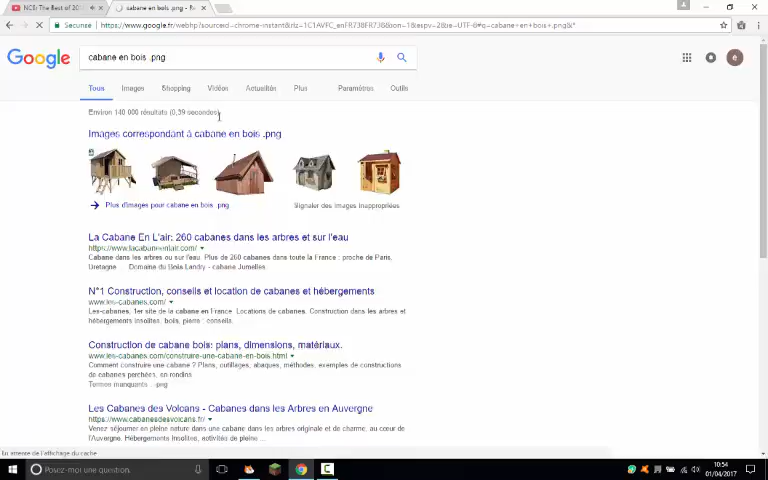 NCS: The Best of 20
cabane en bois .png - Re
Sécurisé
https://www.google.fr/webhp?sourceid=chrome-instant&rlz=1C1AVFC_enFR738FR736&ion=1&espv=2&ie=UTF-8#q=cabane+en+bois+.png&*
Google
cabane en bois .png
e
Tous
Images
Shopping
Vidéos
Actualités
Plus
Paramètres
Outils
Environ 140 000 résultats (0,39 secondes)
Images correspondant à cabane en bois .png
Plus d'images pour cabane en bois .png
Signaler des images inappropriées
La Cabane En L'air: 260 cabanes dans les arbres et sur l'eau
https://www.lacabaneenlair.com/
Cabane dans les arbres ou sur l'eau. Plus de 260 cabanes dans toute la France : proche de Paris,
Bretagne ... Domaine du Bois Landry - cabane Jumelles
N°1 Construction, conseils et location de cabanes et hébergements
www.les-cabanes.com/
Les-cabanes, 1er site de la cabane en France. Locations de cabanes. Construction dans les arbres et
hébergements insolites, bois, pierre : conseils.
Construction de cabane bois: plans, dimensions, matériaux.
www.les-cabanes.com/construire-une-cabane-en-bois.html
Comment construire une cabane ? Plans, outillages, abaques, méthodes, exemples de constructions
de cabanes perchées, en rondins
Termes manquants : .png
Les Cabanes des Volcans - Cabanes dans les Arbres en Auvergne
https://www.cabanesdesvolcans.fr/
Venez séjourner en pleine nature dans une cabane dans les arbres originale et de charme, au cœur de
l'Auvergne. Hébergements Insolites, activités de pleine ...
En attente de l'affichage du cache
Posez-moi une question.
10:54
01/04/2017